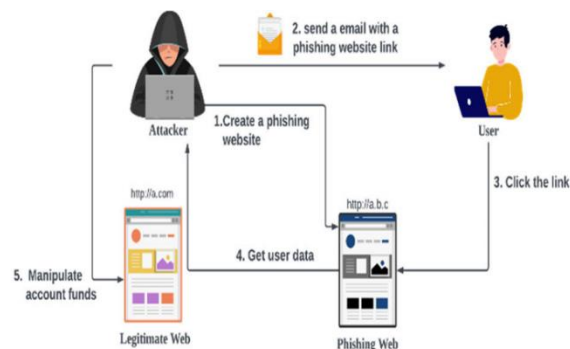 2. send a email with a
phishing website link
Attacker
User
1.Create a phishing
website
3. Click the link
http://a.com
http://a.b.c
4. Get user data
5. Manipulate
account funds
Legitimate Web
Phishing Web